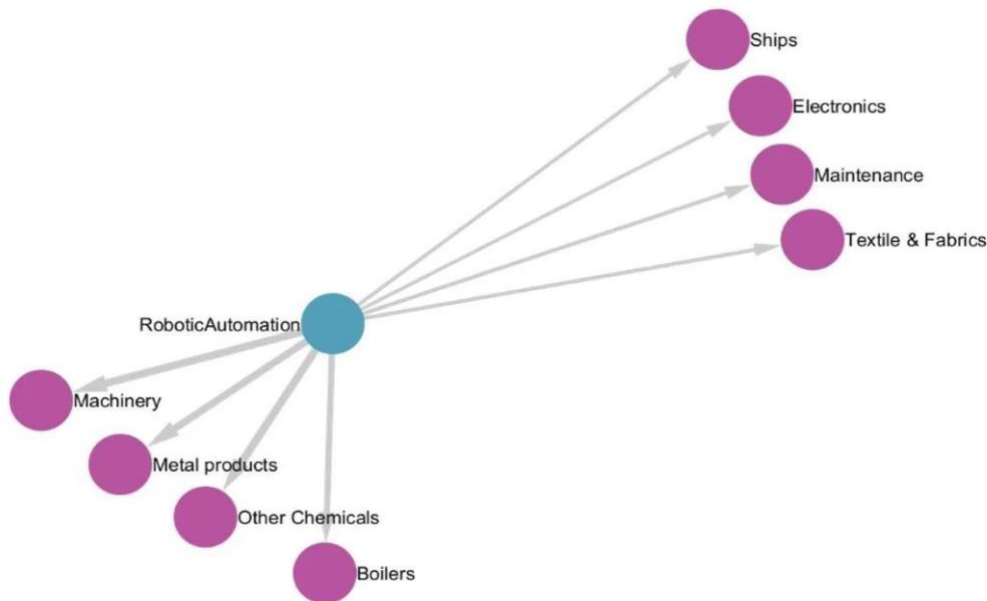 Ships
Electronics
Maintenance
Textile & Fabrics
RoboticAutomation
Machinery
Metal products
Other Chemicals
Boilers